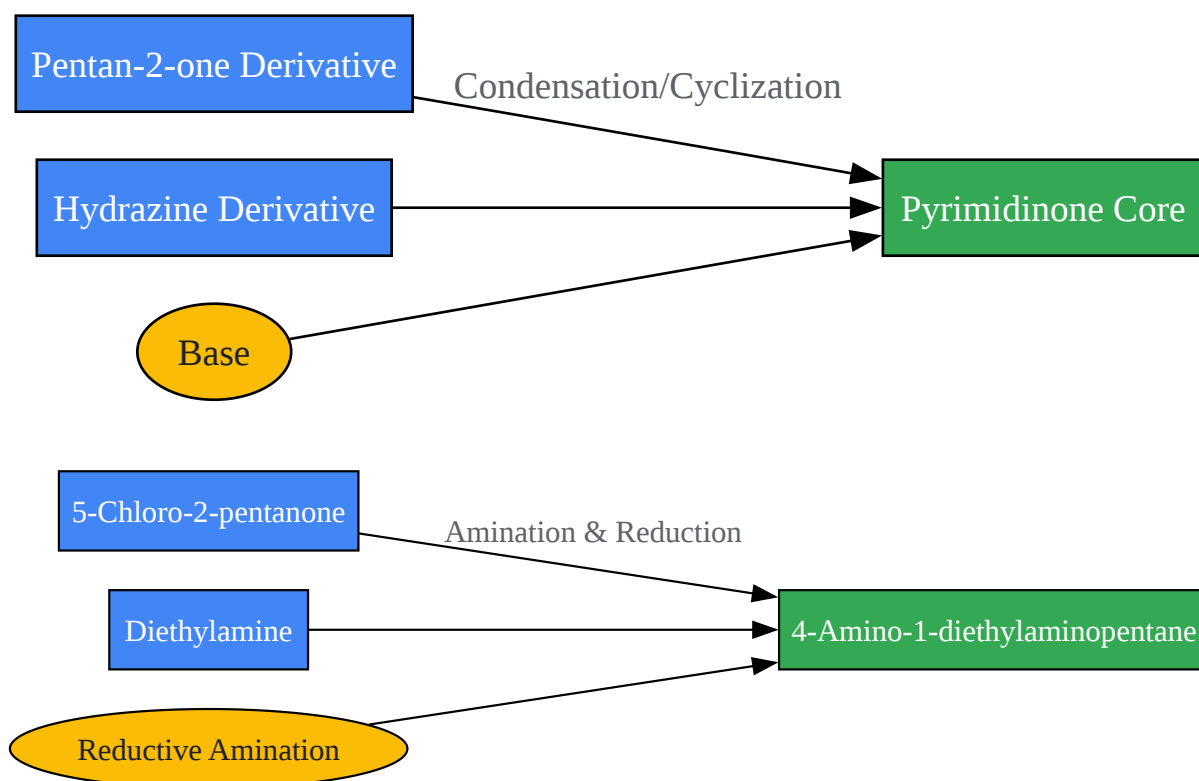 Pentan-2-one Derivative
Condensation/Cyclization
Hydrazine Derivative
Pyrimidinone Core
Base
5-Chloro-2-pentanone
Amination & Reduction
Diethylamine
4-Amino-1-diethylaminopentane
Reductive Amination